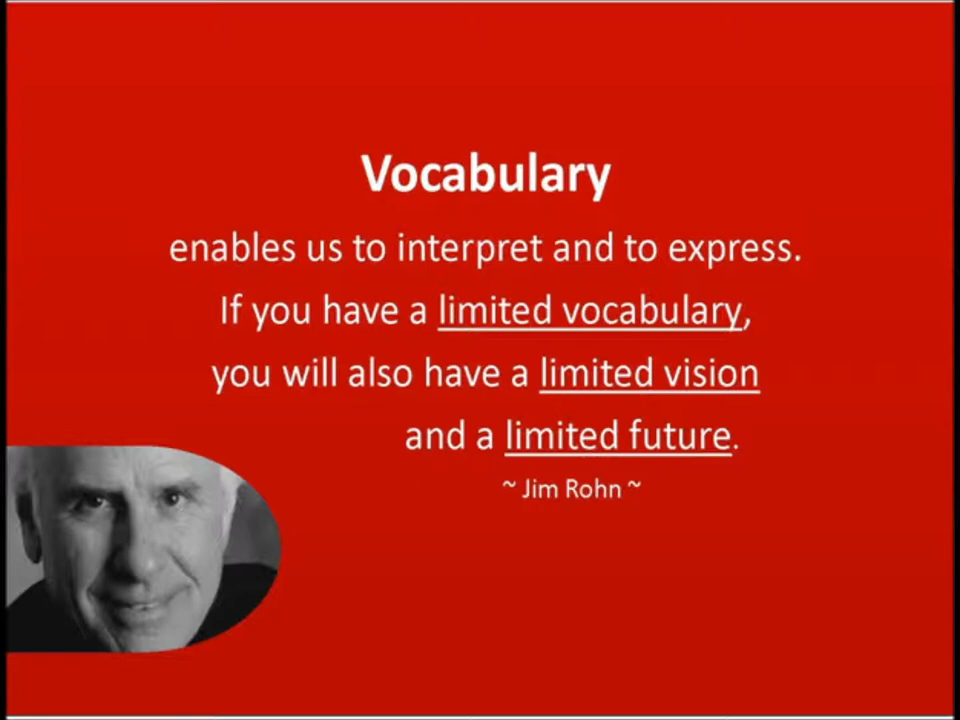 Vocabulary
enables us to interpret and to express.
If you have a limited vocabulary,
you will also have a limited vision
and a limited future.
~ Jim Rohn ~